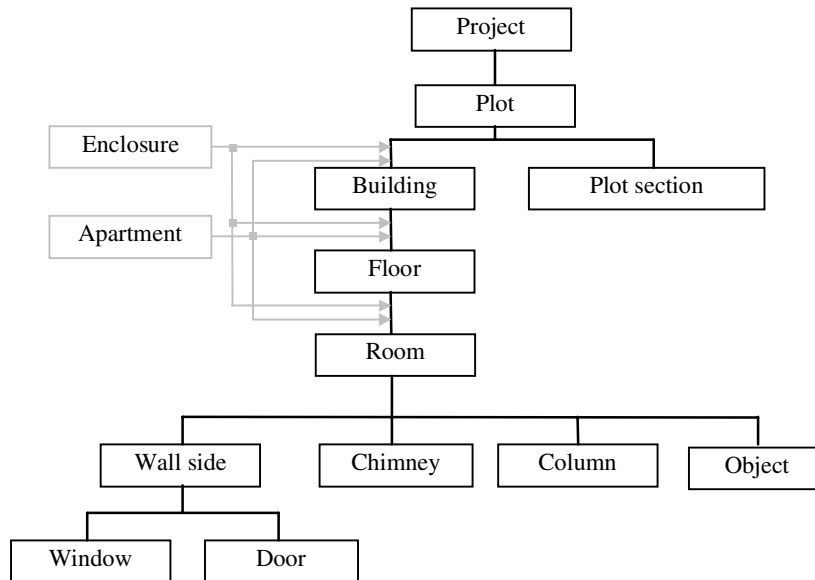 Project
Plot
Enclosure
Building
Plot section
Apartment
Floor
Room
Wall side
Chimney
Column
Object
Window
Door